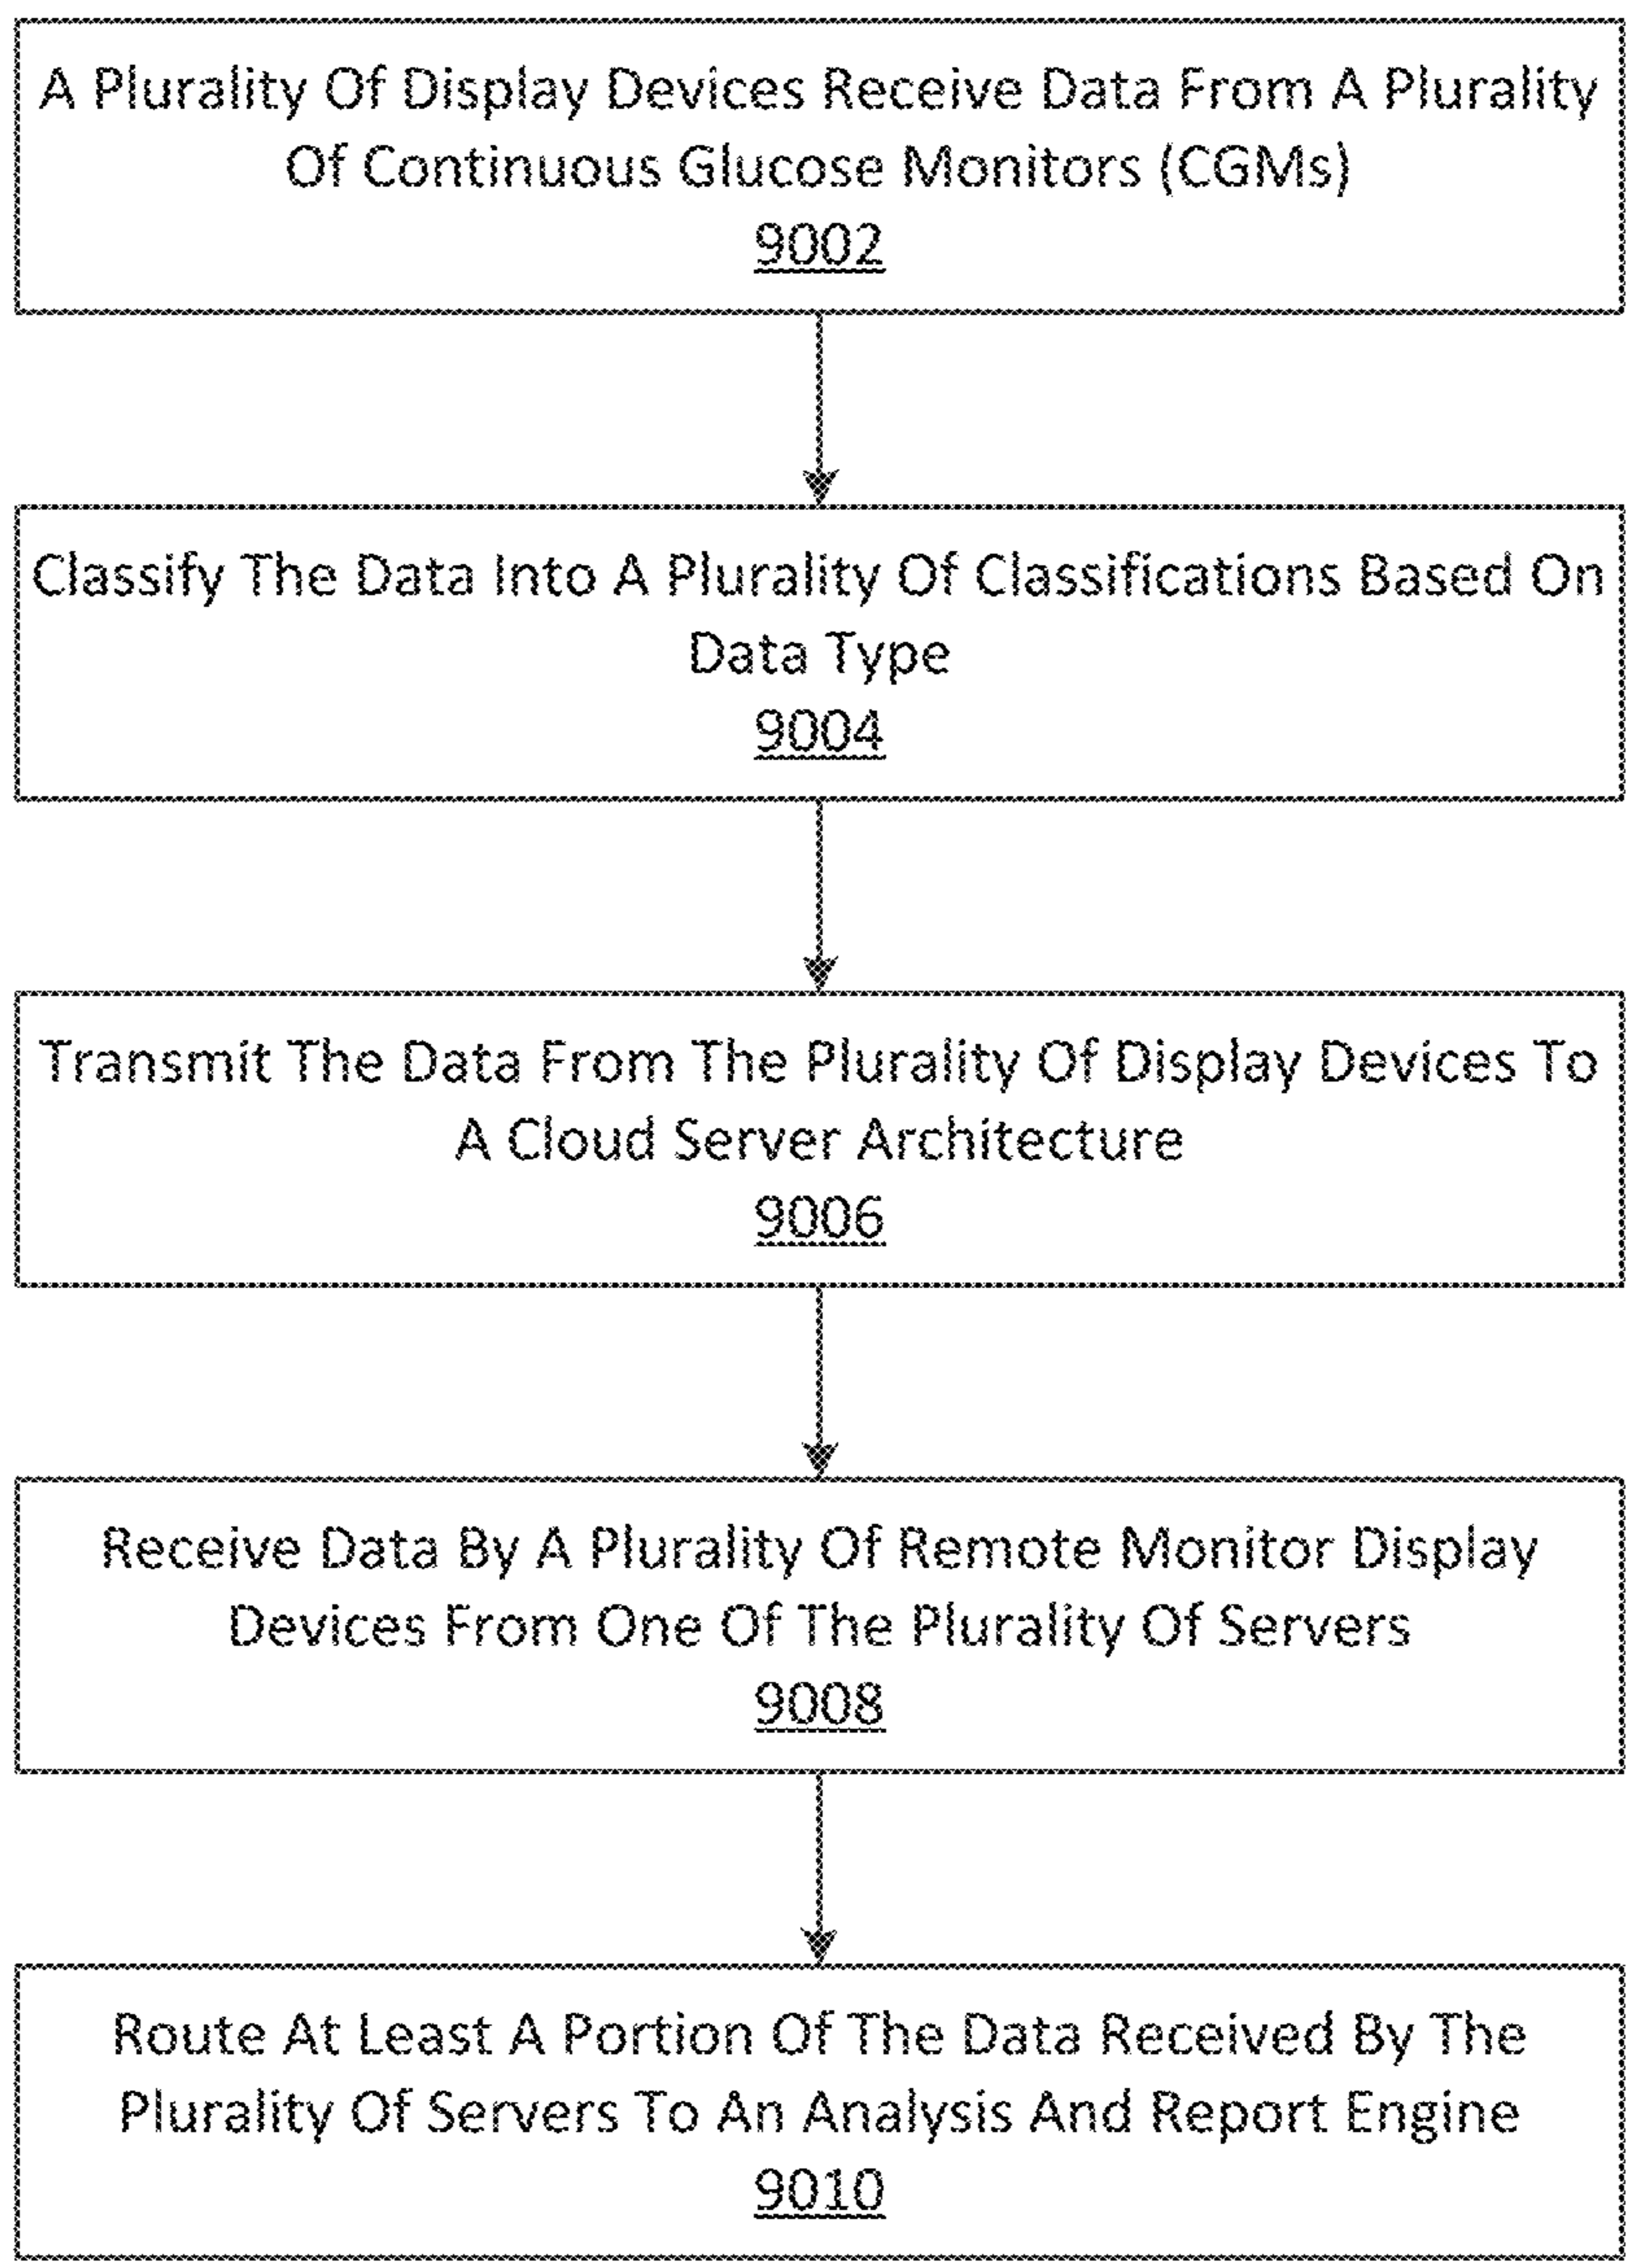 A Plurality Of Display Devices Receive Data From A Plurality
Of Continuous Glucose Monitors (CGMs)
9002
Classify The Data Into A Plurality Of Classifications Based On
Data Type
9004
Transmit The Data From The Plurality Of Display Devices To
A Cloud Server Architecture
9006
Receive Data By A Plurality Of Remote Monitor Display
Devices From One Of The Plurality Of Servers
9008
Route At Least A Portion Of The Data Received By The
Plurality Of Servers To An Analysis And Report Engine
9010